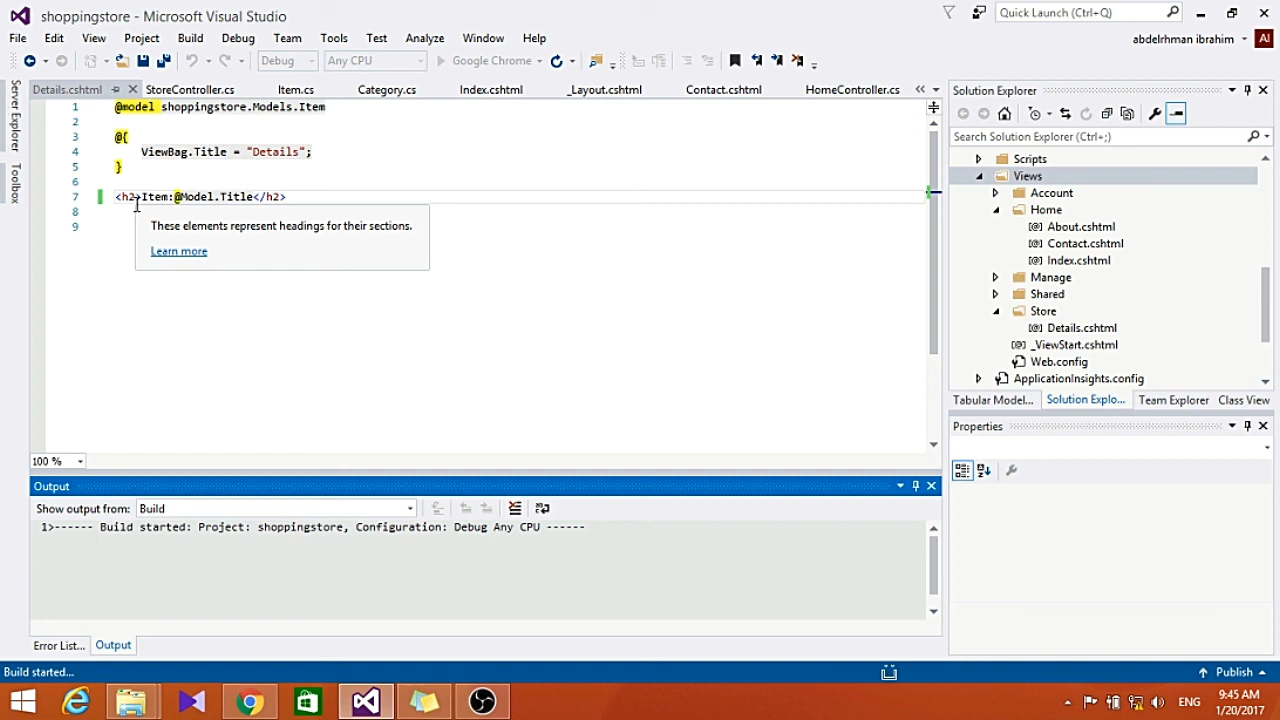 shoppingstore - Microsoft Visual Studio
Quick Launch (Ctrl+Q)
File Edit View Project Build Debug Team Tools Test Analyze Window Help
abdelrhman ibrahim AI
Debug Any CPU Google Chrome
Server Explorer
Toolbox
Details.cshtml StoreController.cs Item.cs Category.cs Index.cshtml _Layout.cshtml Contact.cshtml HomeController.cs
1 @model shoppingstore.Models.Item
2
3 @{
4 ViewBag.Title = "Details";
5 }
6
7 <h2>Item:@Model.Title</h2>
8
9
These elements represent headings for their sections.
Learn more
100 %
Output
Show output from: Build
1>------ Build started: Project: shoppingstore, Configuration: Debug Any CPU ------
Error List... Output
Solution Explorer
Search Solution Explorer (Ctrl+;)
Scripts
Views
Account
Home
[@] About.cshtml
[@] Contact.cshtml
[@] Index.cshtml
Manage
Shared
Store
[@] Details.cshtml
[@] _ViewStart.cshtml
Web.config
ApplicationInsights.config
Tabular Model... Solution Explo... Team Explorer Class View
Properties
Build started...
Publish
ENG
9:45 AM
1/20/2017